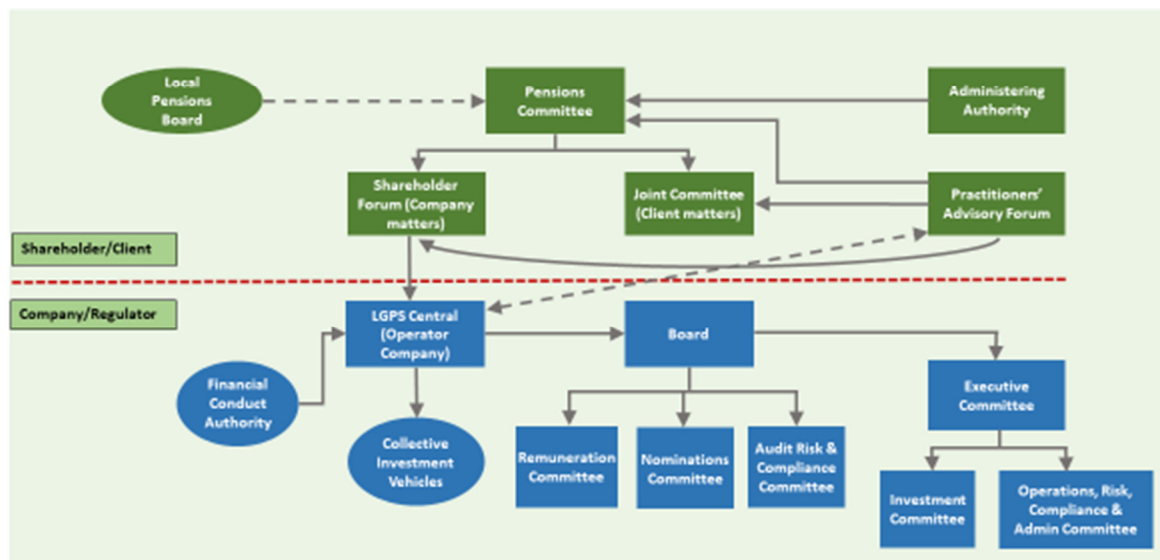 Local
Pensions
Board
Pensions
Committee
Administering
Authority
Shareholder
Forum (Company
matters)
Joint Committee
(Client matters)
Practitioners'
Advisory Forum
Shareholder/Client
Company/Regulator
LGPS Central
(Operator
Company)
Board
Financial
Conduct
Authority
Executive
Committee
Collective
Investment
Vehicles
Remuneration
Committee
Nominations
Committee
Audit Risk &
Compliance
Committee
Investment
Committee
Operations, Risk,
Compliance &
Admin Committee